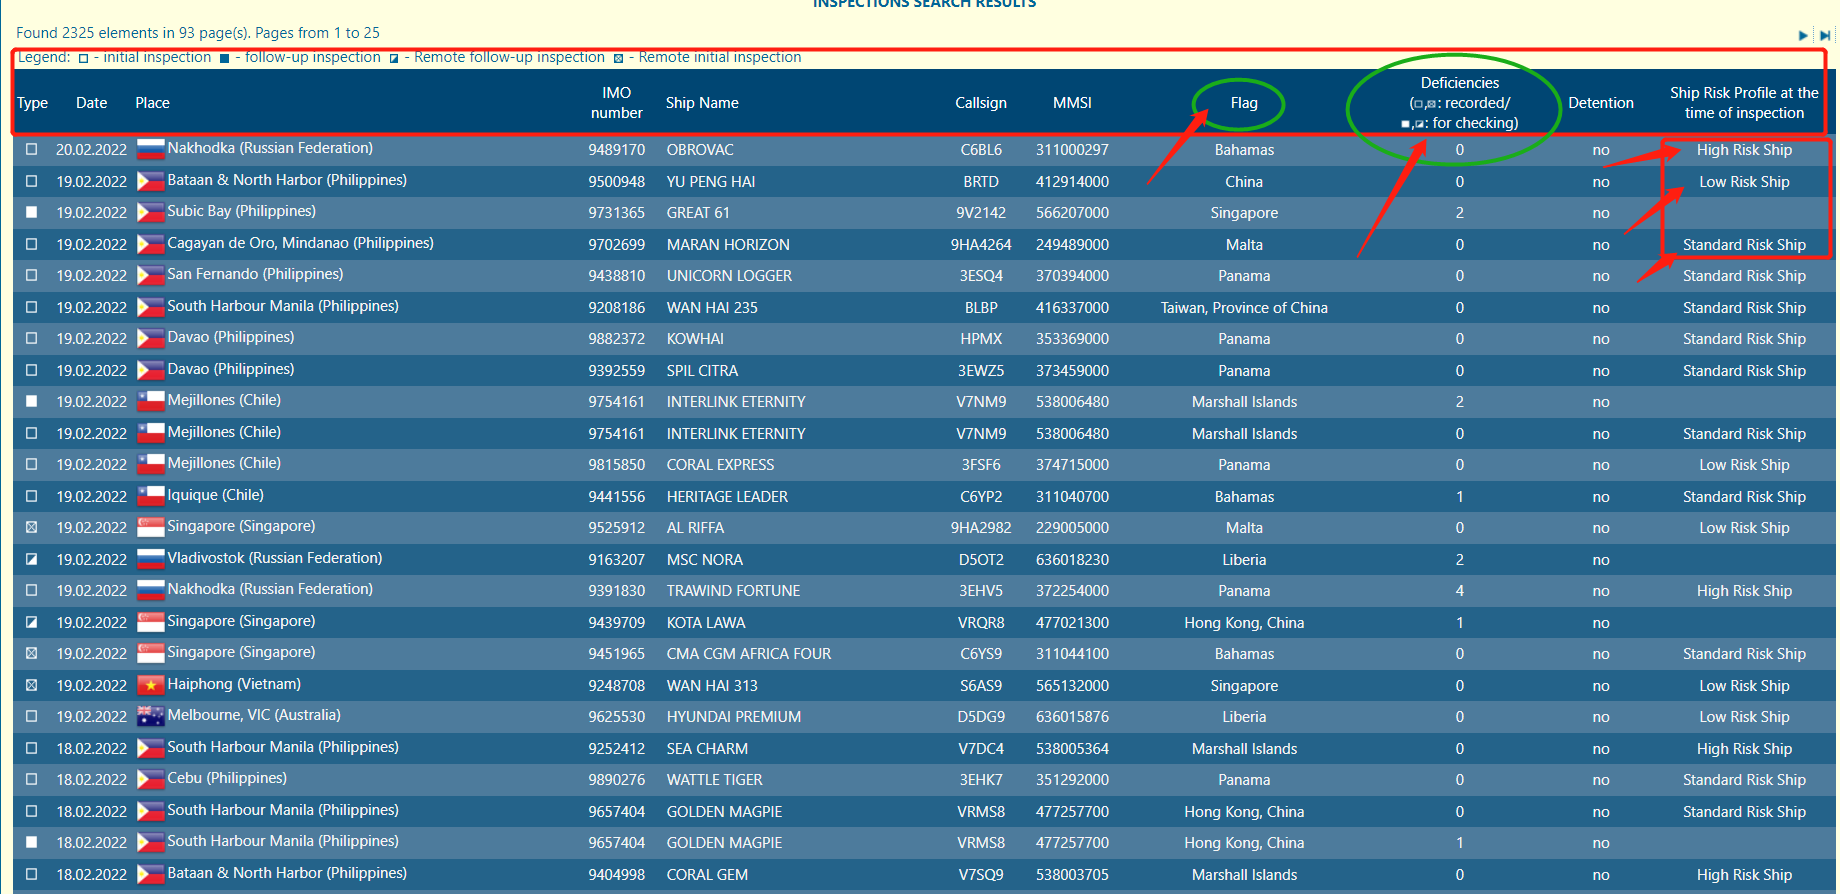 INSPECTIONS SEARCH RESULTS
Found 2325 elements in 93 page(s). Pages from 1 to 25
Legend: - initial inspection - follow-up inspection - Remote follow-up inspection - Remote initial inspection
Type Date Place IMO number Ship Name Callsign MMSI Flag Deficiencies (□,⊠: recorded/ ■,◪: for checking) Detention Ship Risk Profile at the time of inspection
20.02.2022 Nakhodka (Russian Federation) 9489170 OBROVAC C6BL6 311000297 Bahamas 0 no High Risk Ship
19.02.2022 Bataan & North Harbor (Philippines) 9500948 YU PENG HAI BRTD 412914000 China 0 no Low Risk Ship
19.02.2022 Subic Bay (Philippines) 9731365 GREAT 61 9V2142 566207000 Singapore 2 no
19.02.2022 Cagayan de Oro, Mindanao (Philippines) 9702699 MARAN HORIZON 9HA4264 249489000 Malta 0 no Standard Risk Ship
19.02.2022 San Fernando (Philippines) 9438810 UNICORN LOGGER 3ESQ4 370394000 Panama 0 no Standard Risk Ship
19.02.2022 South Harbour Manila (Philippines) 9208186 WAN HAI 235 BLBP 416337000 Taiwan, Province of China 0 no Standard Risk Ship
19.02.2022 Davao (Philippines) 9882372 KOWHAI HPMX 353369000 Panama 0 no Standard Risk Ship
19.02.2022 Davao (Philippines) 9392559 SPIL CITRA 3EWZ5 373459000 Panama 0 no Standard Risk Ship
19.02.2022 Mejillones (Chile) 9754161 INTERLINK ETERNITY V7NM9 538006480 Marshall Islands 2 no
19.02.2022 Mejillones (Chile) 9754161 INTERLINK ETERNITY V7NM9 538006480 Marshall Islands 0 no Standard Risk Ship
19.02.2022 Mejillones (Chile) 9815850 CORAL EXPRESS 3FSF6 374715000 Panama 0 no Low Risk Ship
19.02.2022 Iquique (Chile) 9441556 HERITAGE LEADER C6YP2 311040700 Bahamas 1 no Standard Risk Ship
19.02.2022 Singapore (Singapore) 9525912 AL RIFFA 9HA2982 229005000 Malta 0 no Low Risk Ship
19.02.2022 Vladivostok (Russian Federation) 9163207 MSC NORA D5OT2 636018230 Liberia 2 no
19.02.2022 Nakhodka (Russian Federation) 9391830 TRAWIND FORTUNE 3EHV5 372254000 Panama 4 no High Risk Ship
19.02.2022 Singapore (Singapore) 9439709 KOTA LAWA VRQR8 477021300 Hong Kong, China 1 no
19.02.2022 Singapore (Singapore) 9451965 CMA CGM AFRICA FOUR C6YS9 311044100 Bahamas 0 no Standard Risk Ship
19.02.2022 Haiphong (Vietnam) 9248708 WAN HAI 313 S6AS9 565132000 Singapore 0 no Low Risk Ship
19.02.2022 Melbourne, VIC (Australia) 9625530 HYUNDAI PREMIUM D5DG9 636015876 Liberia 0 no Low Risk Ship
18.02.2022 South Harbour Manila (Philippines) 9252412 SEA CHARM V7DC4 538005364 Marshall Islands 0 no High Risk Ship
18.02.2022 Cebu (Philippines) 9890276 WATTLE TIGER 3EHK7 351292000 Panama 0 no Standard Risk Ship
18.02.2022 South Harbour Manila (Philippines) 9657404 GOLDEN MAGPIE VRMS8 477257700 Hong Kong, China 0 no Standard Risk Ship
18.02.2022 South Harbour Manila (Philippines) 9657404 GOLDEN MAGPIE VRMS8 477257700 Hong Kong, China 1 no
18.02.2022 Bataan & North Harbor (Philippines) 9404998 CORAL GEM V7SQ9 538003705 Marshall Islands 0 no High Risk Ship